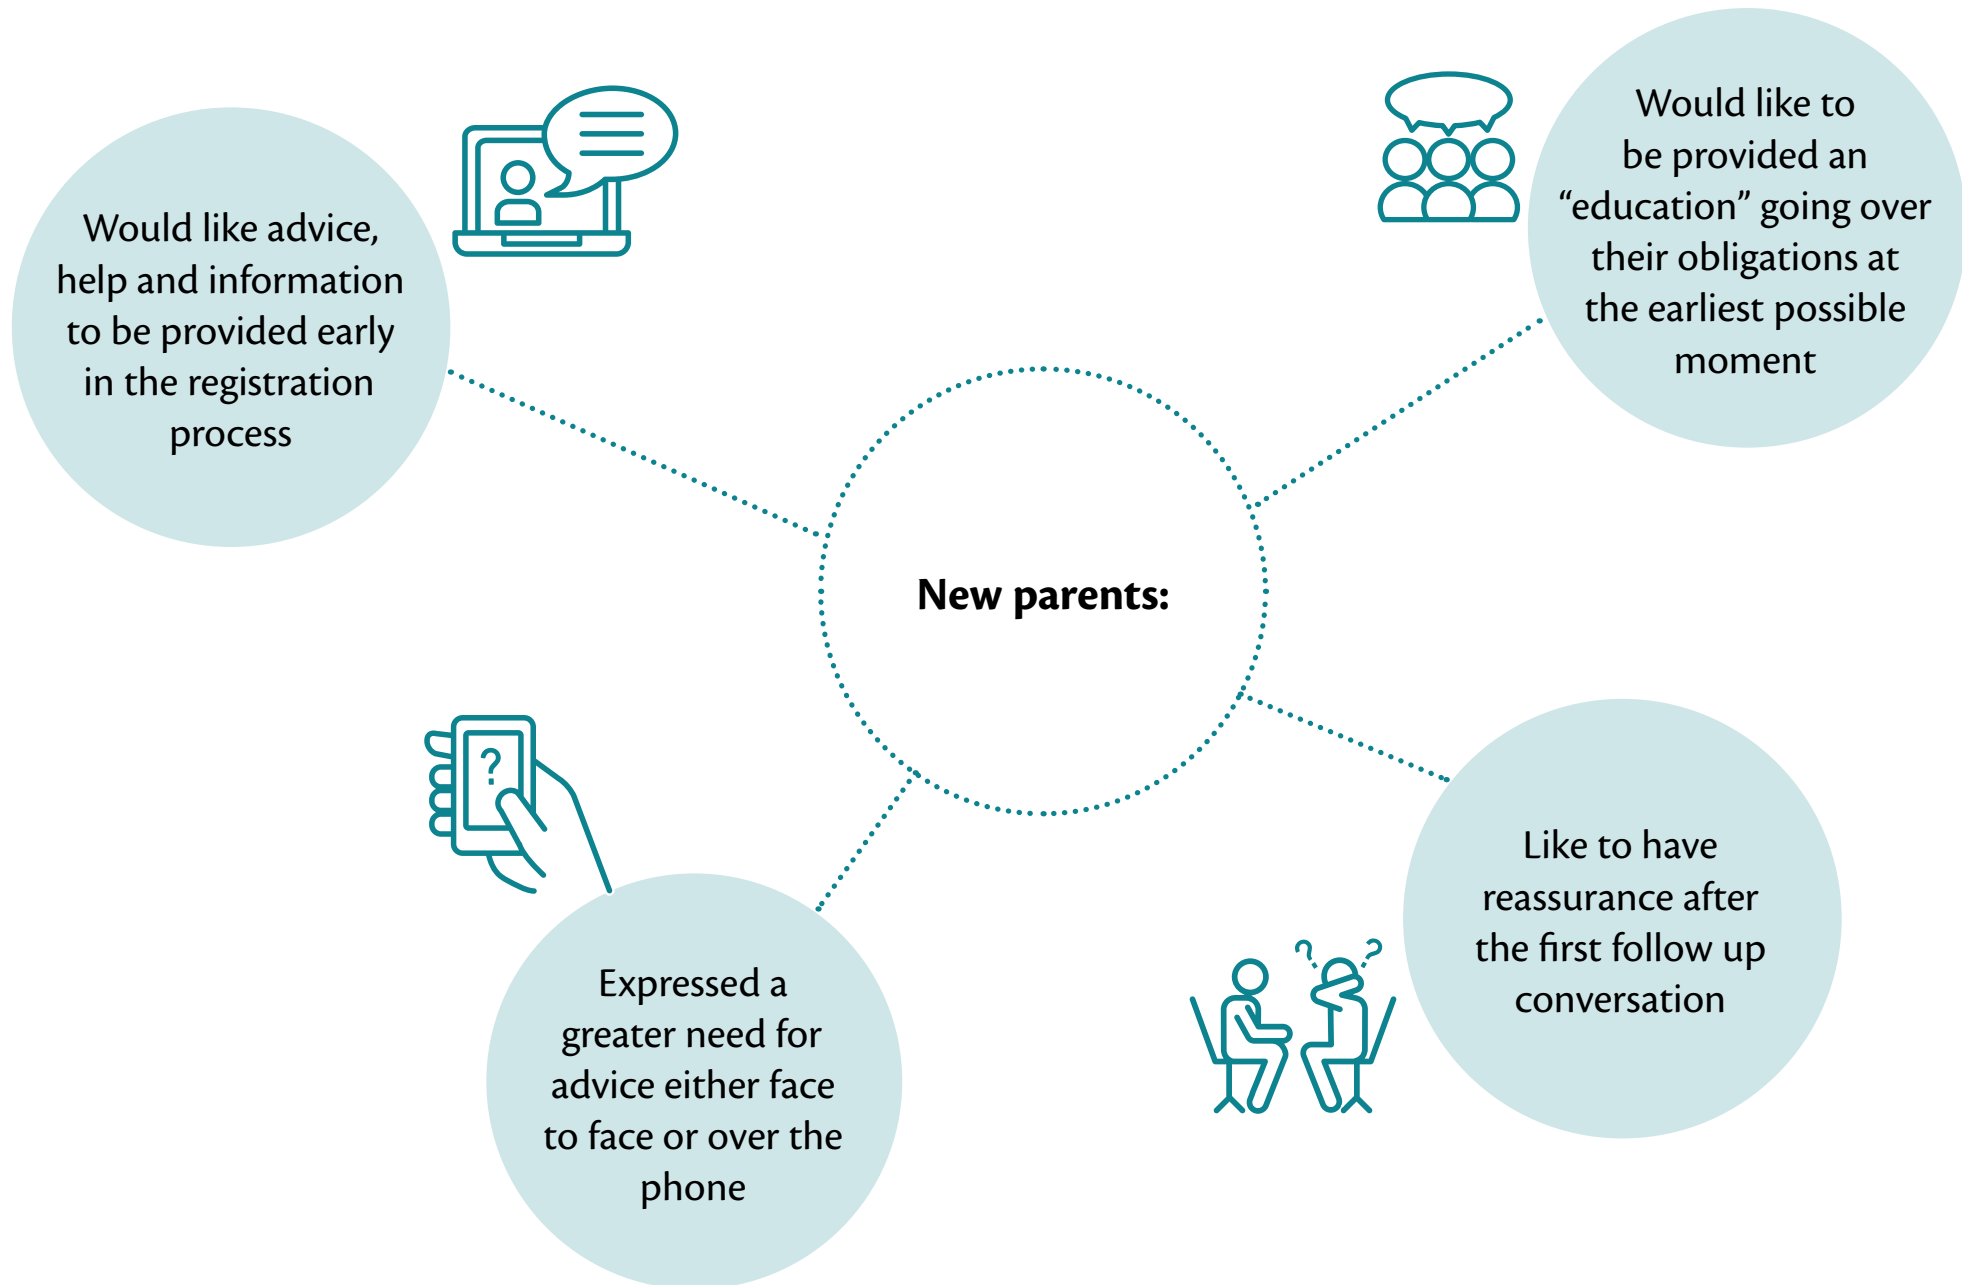 Would like advice,
help and information
to be provided early
in the registration
process
Would like to
be provided an
“education” going over
their obligations at
the earliest possible
moment
New parents:
?
Expressed a
greater need for
advice either face
to face or over the
phone
? ?
Like to have
reassurance after
the first follow up
conversation